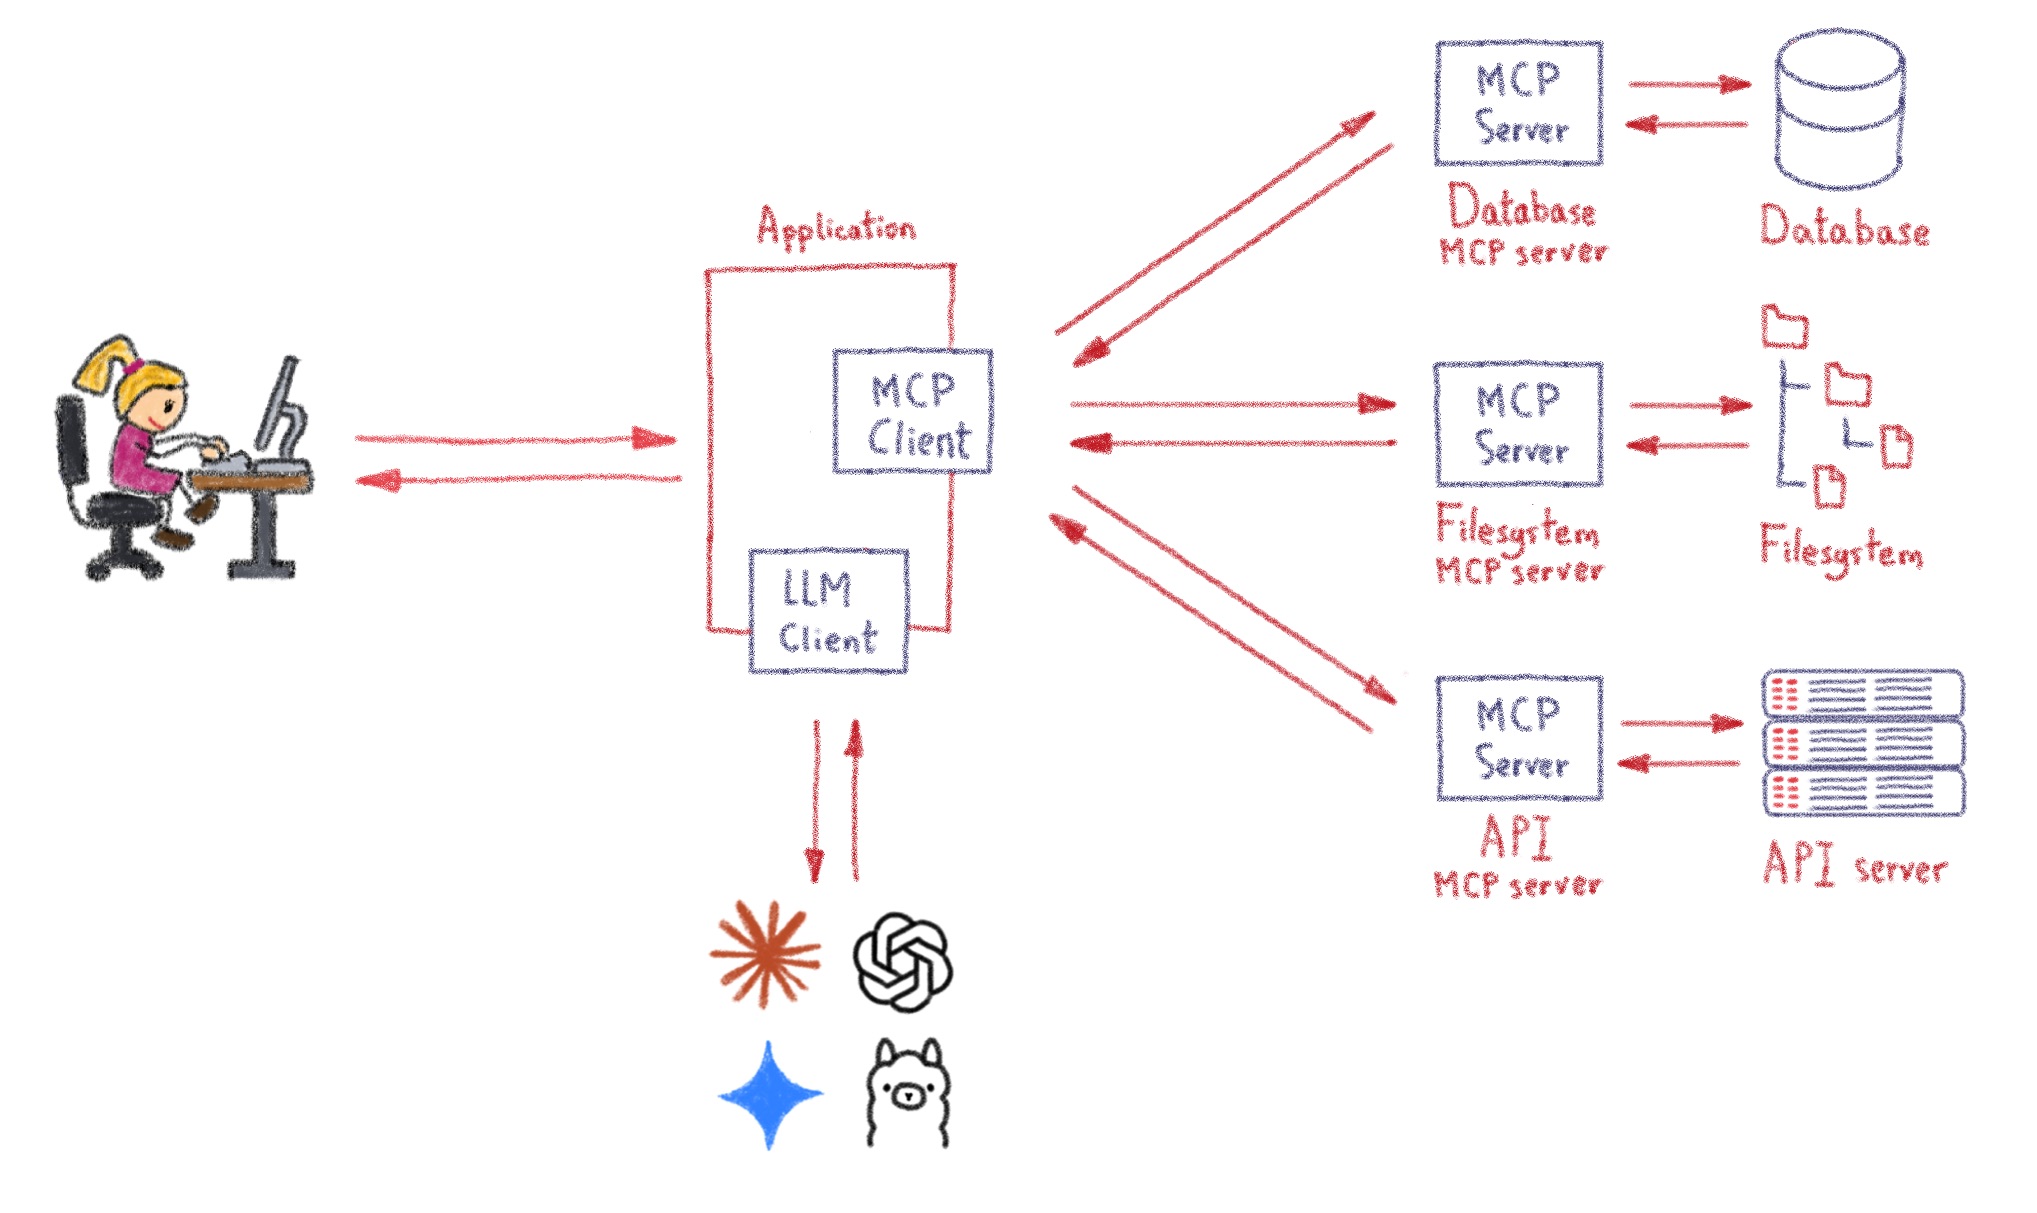 Application
MCP
Client
LLM
Client
MCP
Server
Database
MCP server
Database
MCP
Server
Filesystem
MCP server
Filesystem
MCP
Server
API
MCP server
API server